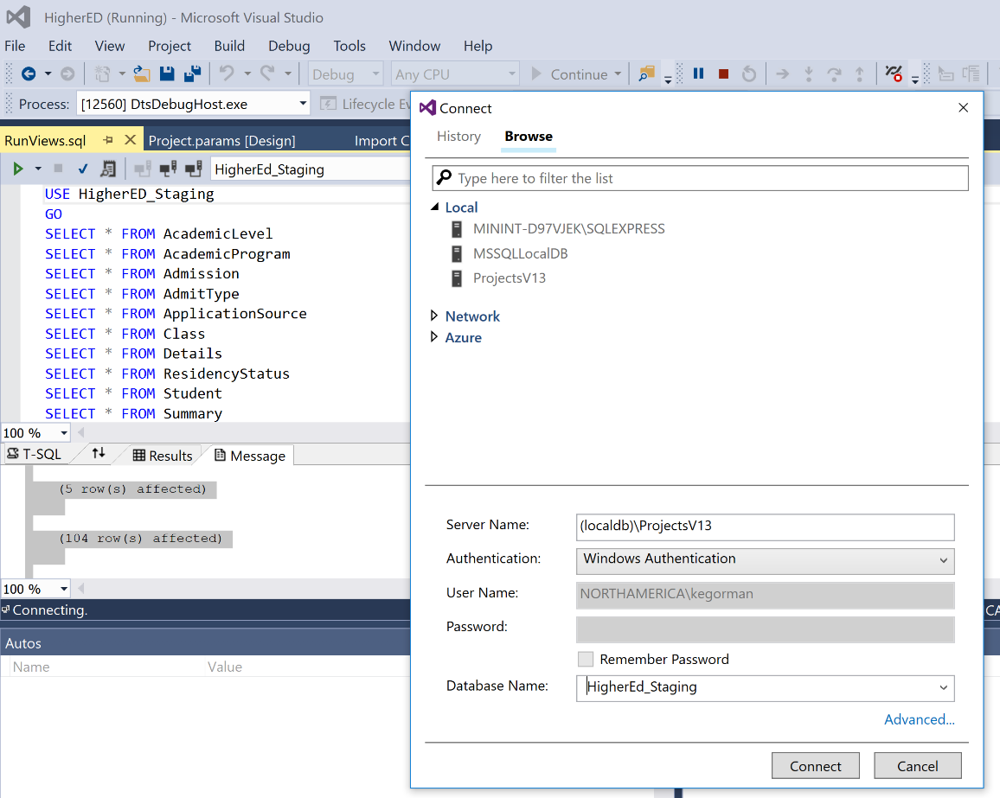 HigherED (Running) - Microsoft Visual Studio
File Edit View Project Build Debug Tools Window Help
Debug Any CPU Continue
Process: [12560] DtsDebugHost.exe Lifecycle
RunViews.sql Project.params [Design] Import
HigherEd_Staging
USE HigherED_Staging
GO
SELECT * FROM AcademicLevel
SELECT * FROM AcademicProgram
SELECT * FROM Admission
SELECT * FROM AdmitType
SELECT * FROM ApplicationSource
SELECT * FROM Class
SELECT * FROM Details
SELECT * FROM ResidencyStatus
SELECT * FROM Student
SELECT * FROM Summary
100 %
T-SQL Results Message
(5 row(s) affected)
(104 row(s) affected)
100 %
Connecting.
Autos
Name Value
Connect
History Browse
Type here to filter the list
Local
MININT-D97VJEK\SQLEXPRESS
MSSQLLocalDB
ProjectsV13
Network
Azure
Server Name: (localdb)\ProjectsV13
Authentication: Windows Authentication
User Name: NORTHAMERICA\kegorman
Password:
Remember Password
Database Name: HigherEd_Staging
Advanced...
Connect Cancel